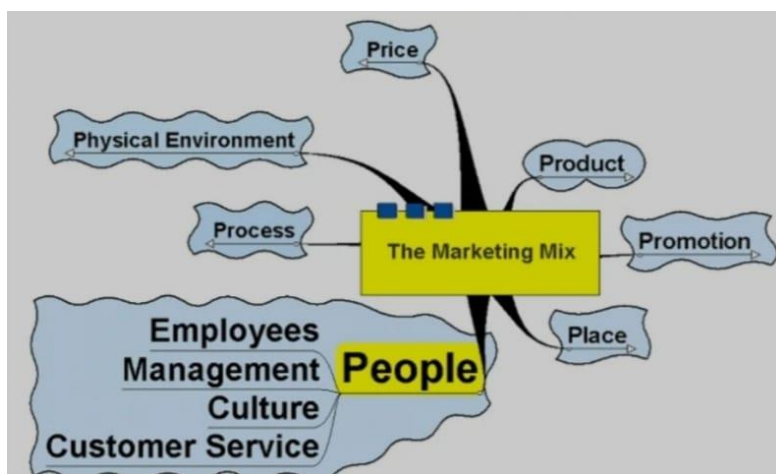 Price
Physical Environment
Product
Process
The Marketing Mix
Promotion
Place
People
Employees
Management
Culture
Customer Service